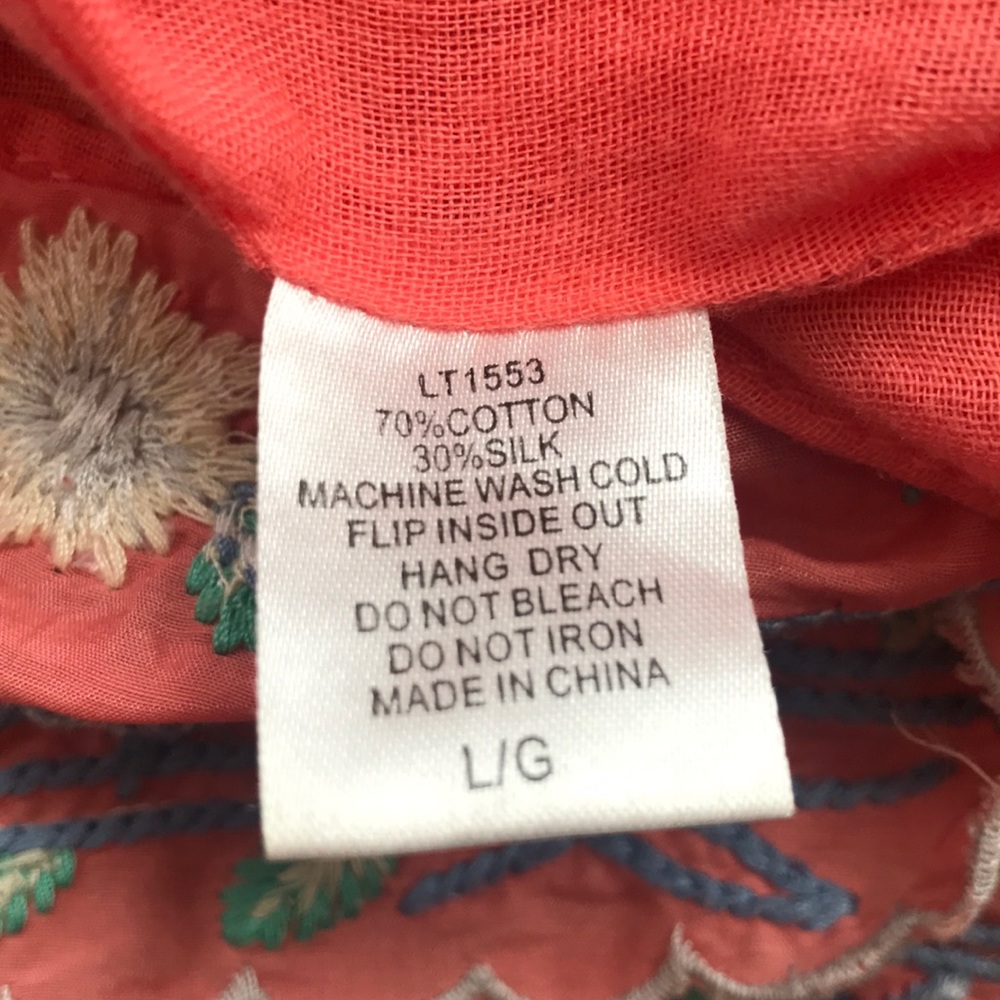 LT1553
70%COTTON
30%SILK
MACHINE WASH COLD
FLIP INSIDE OUT
HANG DRY
DO NOT BLEACH
DO NOT IRON
MADE IN CHINA
L/G